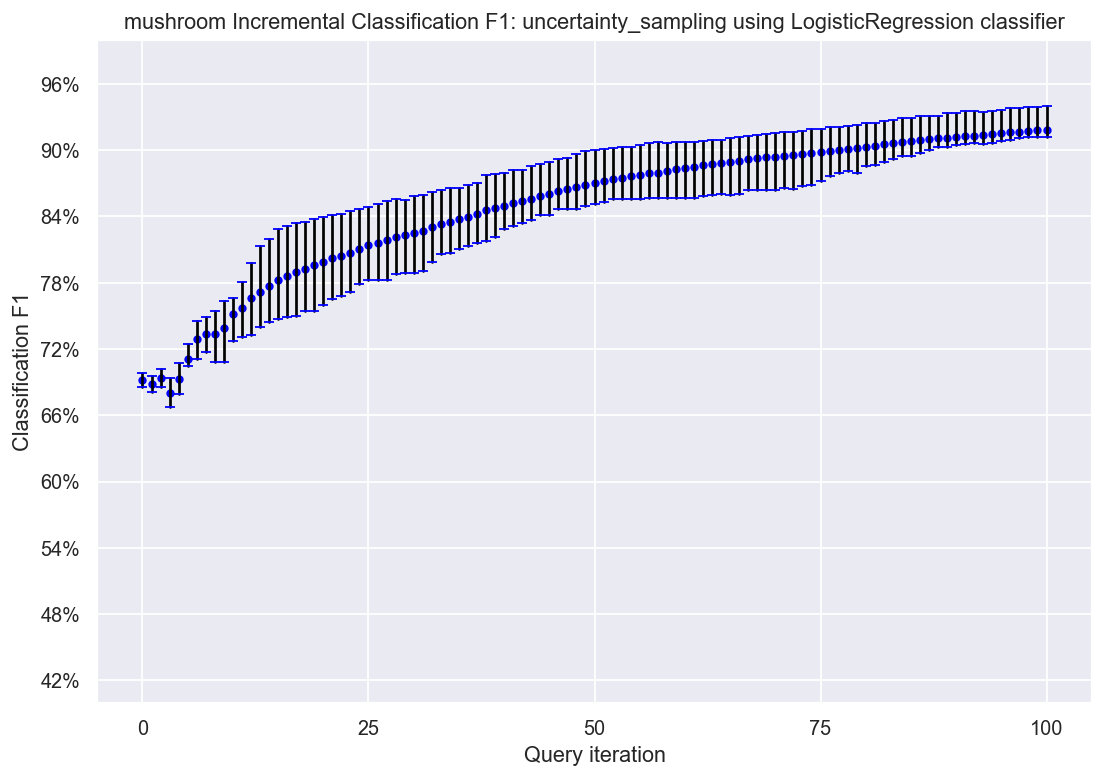 mushroom Incremental Classification F1: uncertainty_sampling using LogisticRegression classifier
96%
90%
84%
78%
72%
66%
60%
54%
48%
42%
Classification F1
0 25 50 75 100
Query iteration